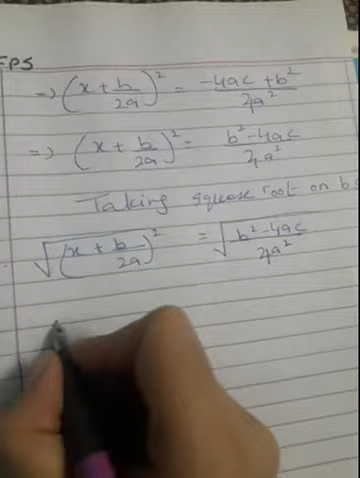 EPS
=> (x + b/2a)² = -4ac + b²/4a²
=> (x + b/2a)² = b² - 4ac/4a²
Taking square root on b
√(x + b/2a)² = √b² - 4ac/4a²